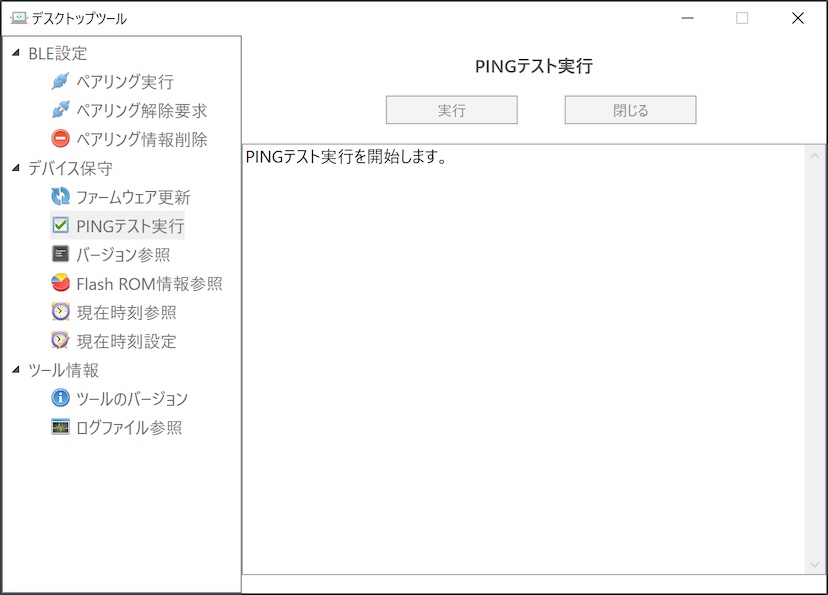 デスクトップツール
BLE設定
ペアリング実行
ペアリング解除要求
ペアリング情報削除
デバイス保守
ファームウェア更新
PINGテスト実行
バージョン参照
Flash ROM情報参照
現在時刻参照
現在時刻設定
ツール情報
ツールのバージョン
ログファイル参照
PINGテスト実行
実行
閉じる
PINGテスト実行を開始します。